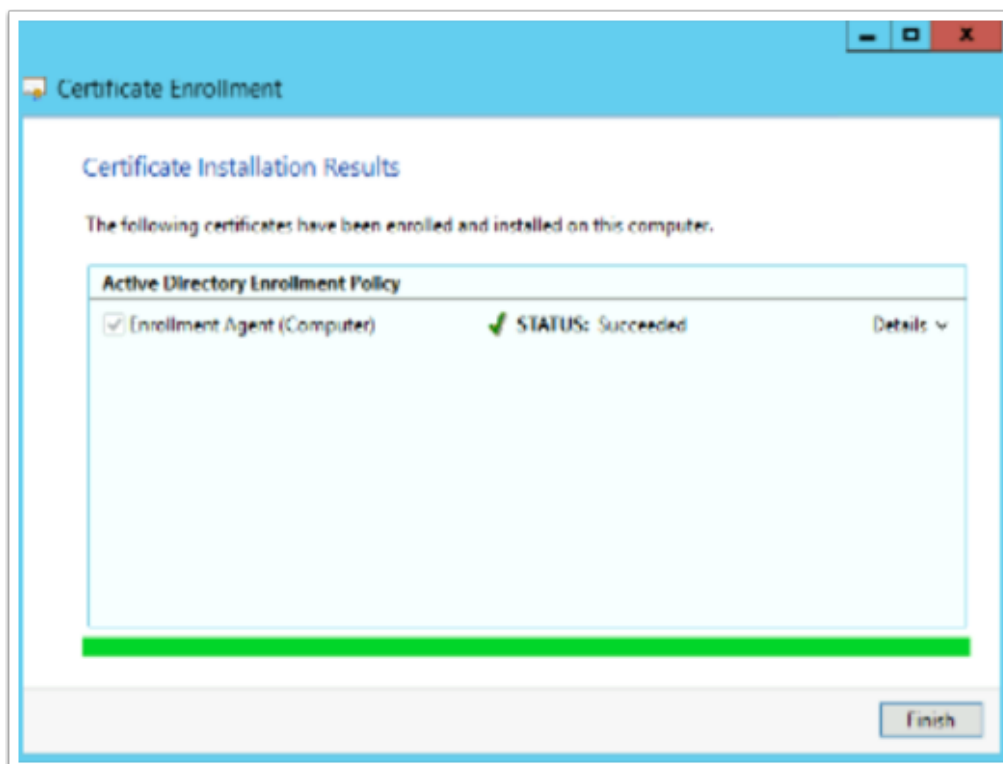 Certificate Enrollment
Certificate Installation Results
The following certificates have been enrolled and installed on this computer.
Active Directory Enrollment Policy
Enrollment Agent (Computer) STATUS: Succeeded Details
Finish